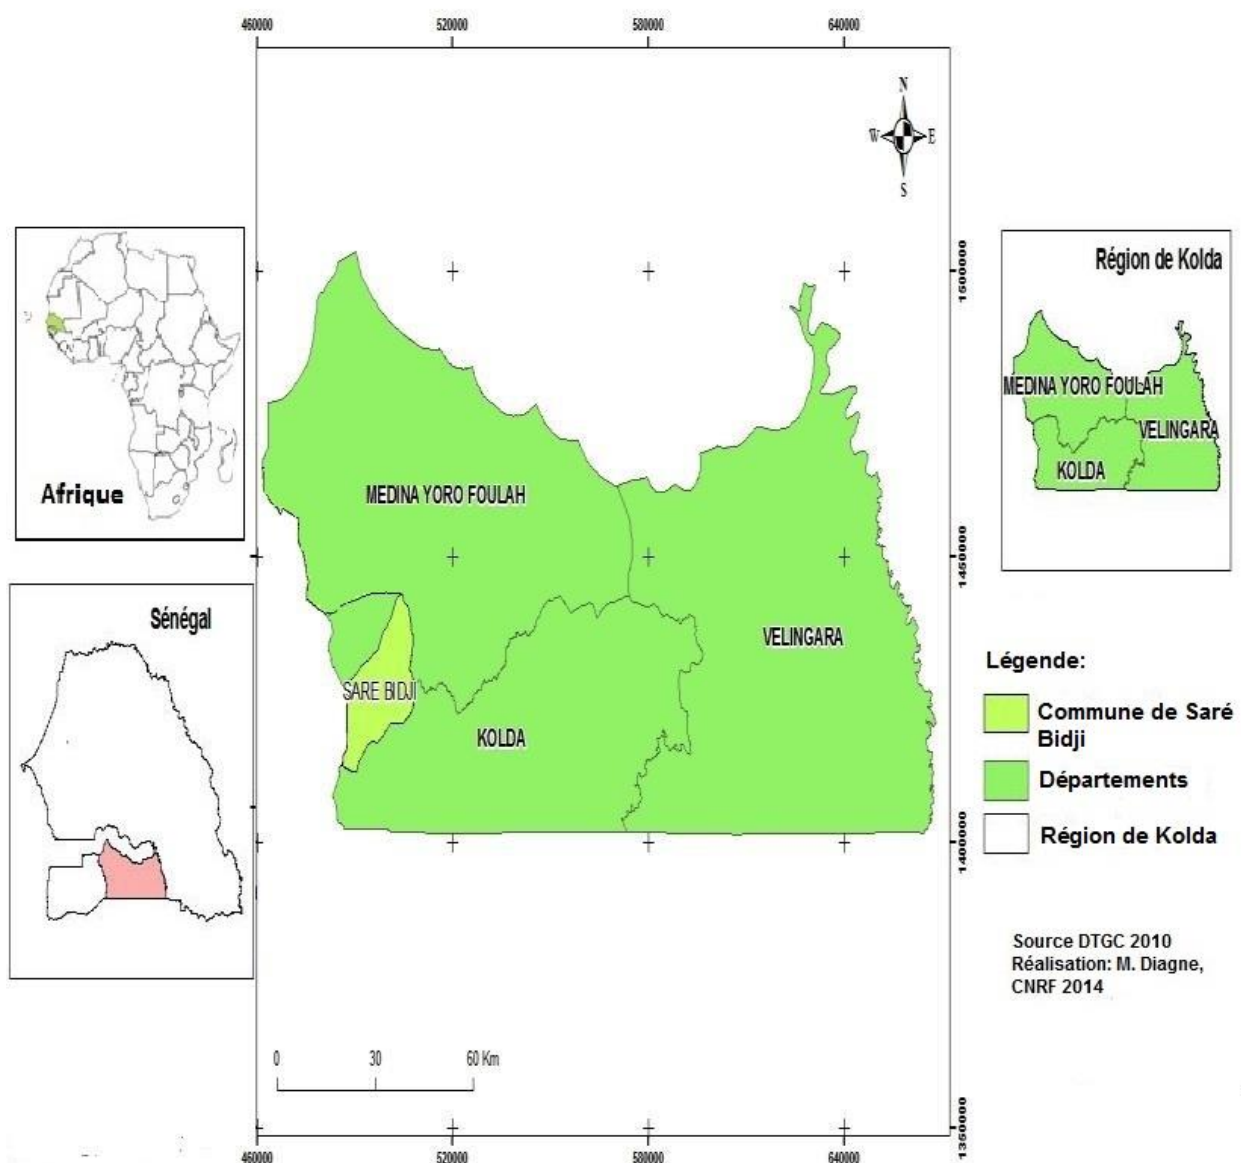 460000
520000
580000
640000
N
W
E
S
1500000
1450000
1400000
1350000
Afrique
Région de Kolda
MEDINA YORO FOULAH
VELINGARA
KOLDA
MEDINA YORO FOULAH
VELINGARA
SARE BIDJI
KOLDA
Sénégal
Légende:
Commune de Saré
Bidji
Départements
Région de Kolda
Source DTGC 2010
Réalisation: M. Diagne,
CNRF 2014
0
30
60 Km
460000
520000
580000
640000